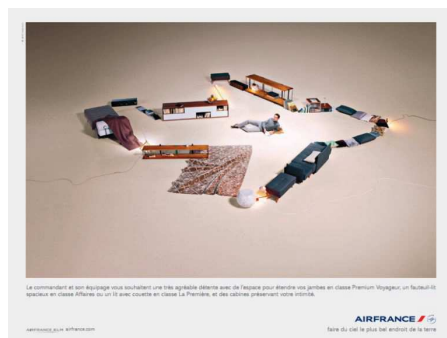 Le commandant et son équipage vous souhaitent une très agréable détente avec de l'espace pour étendre vos jambes en classe Premium Voyageur, un fauteuil-lit
spacieux en classe Affaires ou un lit avec couette en classe La Première, et des cabines préservant votre intimité.
AIRFRANCE
airfrance.com
faire du ciel le plus bel endroit de la terre